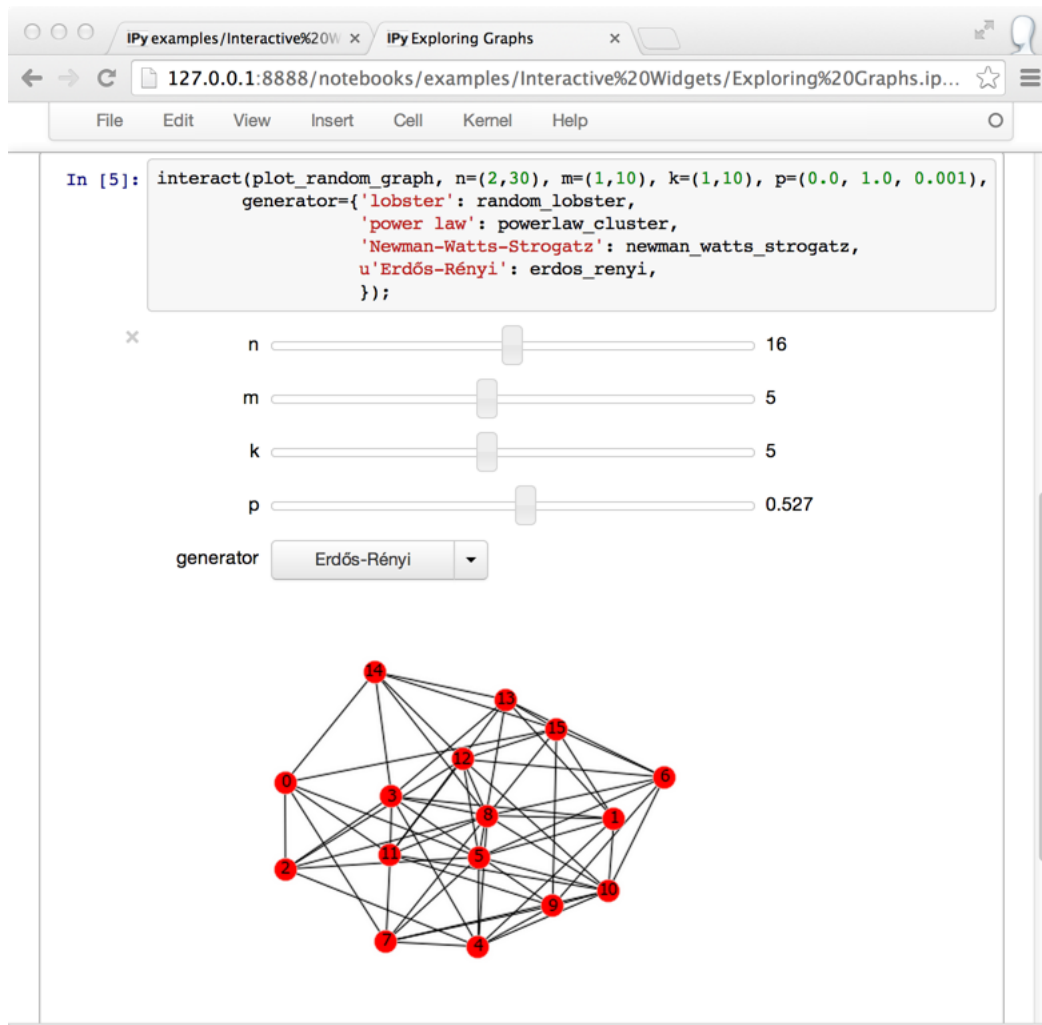 IPy examples/Interactive%20W × IPy Exploring Graphs ×
127.0.0.1:8888/notebooks/examples/Interactive%20Widgets/Exploring%20Graphs.ip...
File Edit View Insert Cell Kernel Help
In [5]: interact(plot_random_graph, n=(2,30), m=(1,10), k=(1,10), p=(0.0, 1.0, 0.001),
generator={'lobster': random_lobster,
'power law': powerlaw_cluster,
'Newman-Watts-Strogatz': newman_watts_strogatz,
u'Erdős-Rényi': erdos_renyi,
});
× n 16
m 5
k 5
p 0.527
generator Erdős-Rényi
14
13
15
12
6
0
3
8
1
11
5
2
10
9
7
4